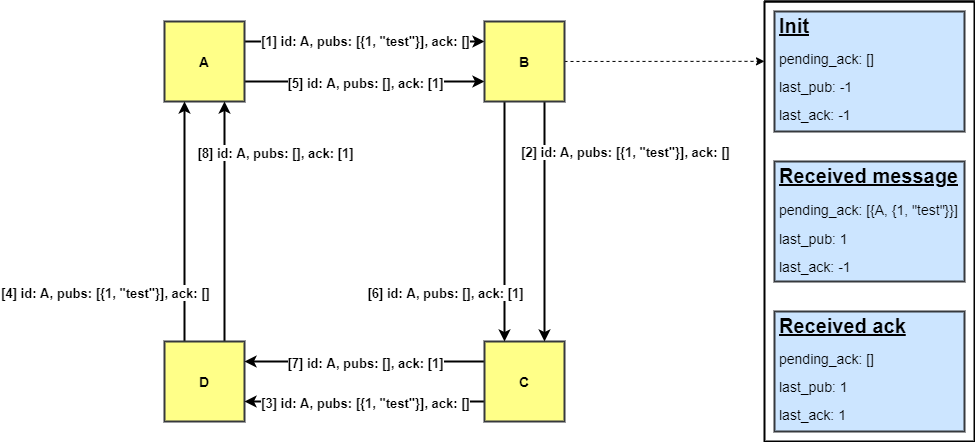 A
[1] id: A, pubs: [{1, "test"}], ack: []
B
[5] id: A, pubs: [], ack: [1]
[8] id: A, pubs: [], ack: [1]
[2] id: A, pubs: [{1, "test"}], ack: []
[4] id: A, pubs: [{1, "test"}], ack: []
[6] id: A, pubs: [], ack: [1]
D
[7] id: A, pubs: [], ack: [1]
C
[3] id: A, pubs: [{1, "test"}], ack: []
Init
pending_ack: []
last_pub: -1
last_ack: -1
Received message
pending_ack: [{A, {1, "test"}}]
last_pub: 1
last_ack: -1
Received ack
pending_ack: []
last_pub: 1
last_ack: 1